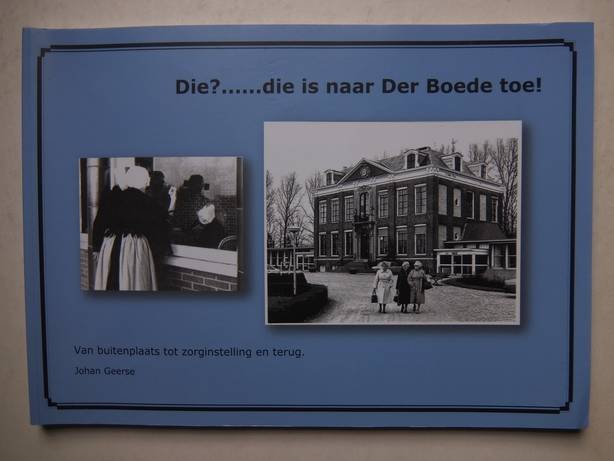 Die?......die is naar Der Boede toe!
Van buitenplaats tot zorginstelling en terug.
Johan Geerse